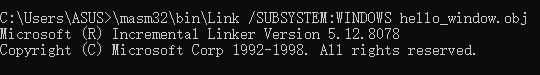 C:\Users\ASUS>\masm32\bin\Link /SUBSYSTEM:WINDOWS hello_window.obj
Microsoft (R) Incremental Linker Version 5.12.8078
Copyright (C) Microsoft Corp 1992-1998. All rights reserved.